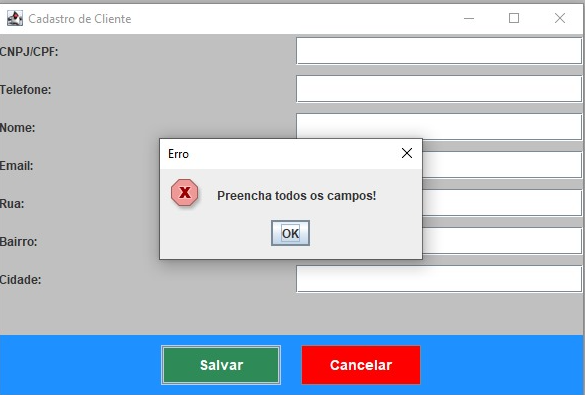 Cadastro de Cliente
CNPJ/CPF:
Telefone:
Nome:
Erro
Email:
Preencha todos os campos!
Rua:
OK
Bairro:
Cidade:
Salvar
Cancelar